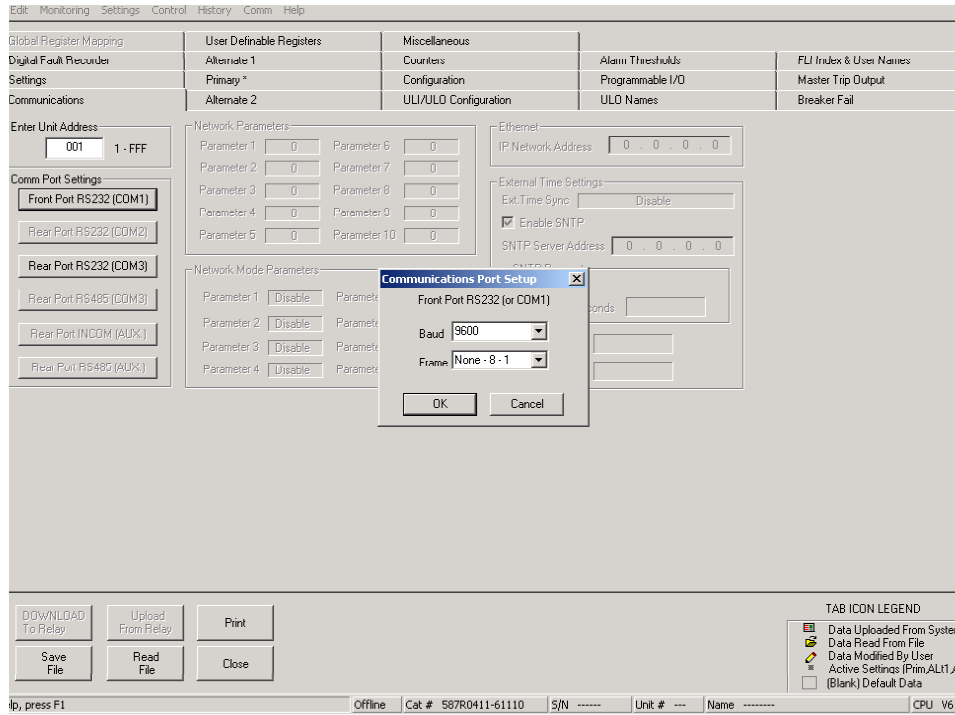 Edit Monitoring Settings Control History Comm Help
Global Register Mapping User Definable Registers Miscellaneous
Digital Fault Recorder Alternate 1 Counters Alarm Thresholds FLI Index & User Names
Settings Primary * Configuration Programmable I/O Master Trip Output
Communications Alternate 2 ULI/ULO Configuration ULO Names Breaker Fail
Enter Unit Address
001 1 - FFF
Comm Port Settings
Front Port RS232 (COM1)
Rear Port RS232 (COM2)
Rear Port RS232 (COM3)
Rear Port RS485 (COM3)
Rear Port INCOM (AUX.)
Rear Port RS485 (AUX.)
Network Parameters
Parameter 1 0 Parameter 6 0
Parameter 2 0 Parameter 7 0
Parameter 3 0 Parameter 8 0
Parameter 4 0 Parameter 9 0
Parameter 5 0 Parameter 10 0
Network Mode Parameters
Parameter 1 Disable Paramete
Parameter 2 Disable Paramete
Parameter 3 Disable Paramete
Parameter 4 Disable Paramete
Ethernet
IP Network Address 0 . 0 . 0 . 0
External Time Settings
Ext.Time Sync Disable
Enable SNTP
SNTP Server Address 0 . 0 . 0 . 0
conds
Communications Port Setup
Front Port RS232 (or COM1)
Baud 9600
Frame None - 8 - 1
OK Cancel
DOWNLOAD To Relay
Upload From Relay
Print
Save File
Read File
Close
TAB ICON LEGEND
Data Uploaded From Syste
Data Read From File
Data Modified By User
Active Settings (Prim,ALt1,
(Blank) Default Data
elp, press F1 Offline Cat # 587R0411-61110 S/N ------ Unit # --- Name -------- CPU V6